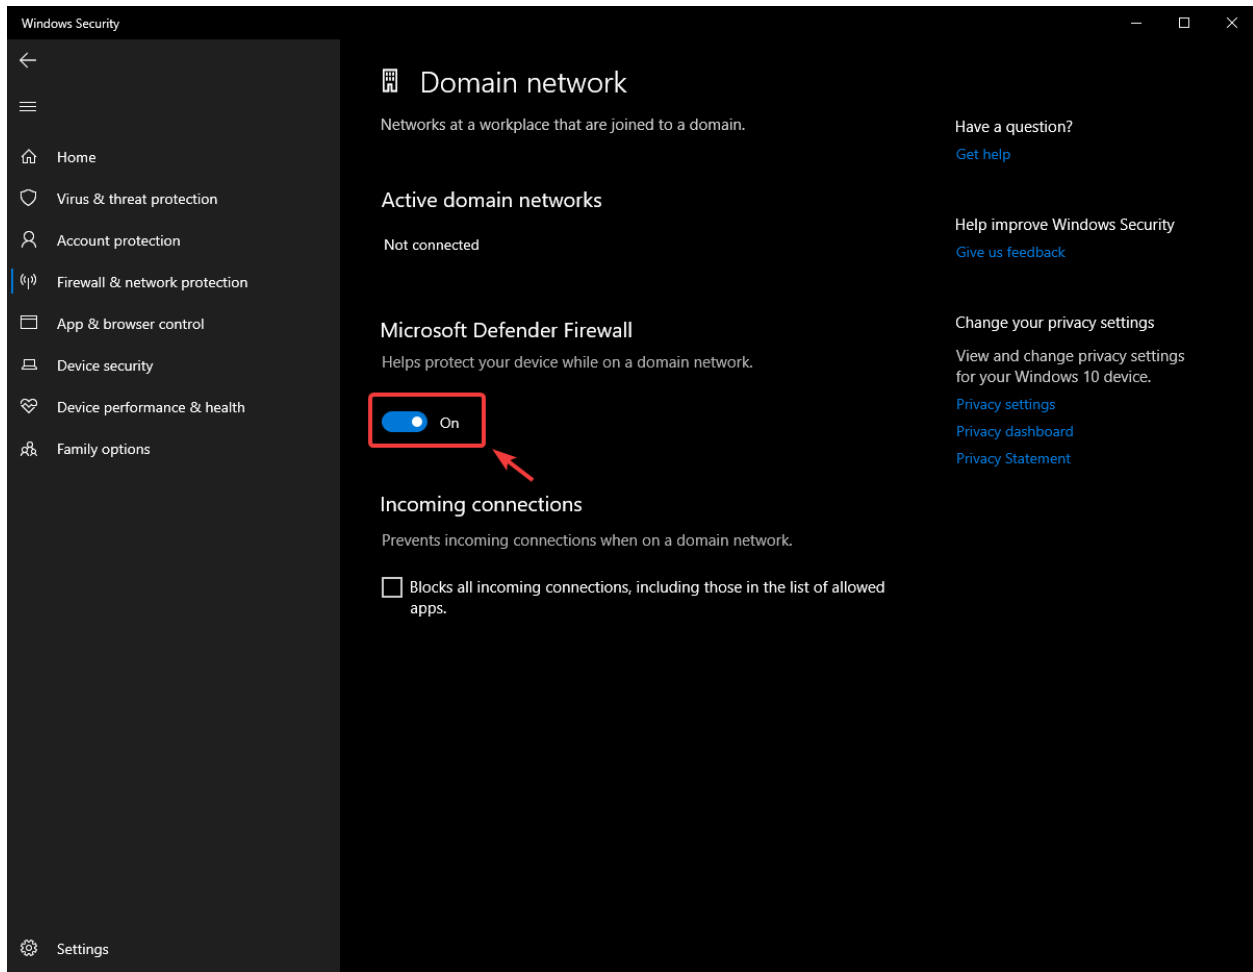 Windows Security
Home
Virus & threat protection
Account protection
Firewall & network protection
App & browser control
Device security
Device performance & health
Family options
Settings
Domain network
Networks at a workplace that are joined to a domain.
Active domain networks
Not connected
Microsoft Defender Firewall
Helps protect your device while on a domain network.
On
Incoming connections
Prevents incoming connections when on a domain network.
Blocks all incoming connections, including those in the list of allowed
apps.
Have a question?
Get help
Help improve Windows Security
Give us feedback
Change your privacy settings
View and change privacy settings
for your Windows 10 device.
Privacy settings
Privacy dashboard
Privacy Statement